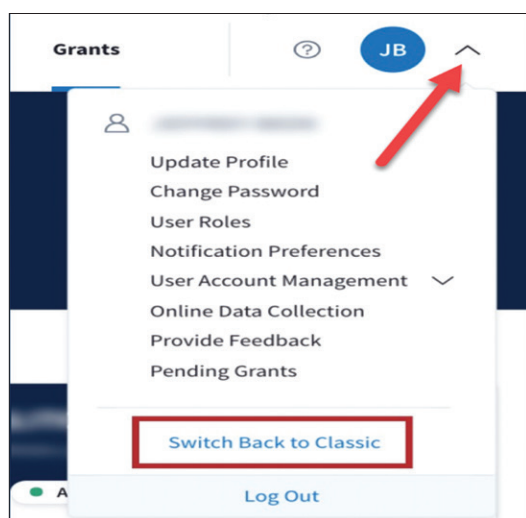 Grants
?
JB
Update Profile
Change Password
User Roles
Notification Preferences
User Account Management
Online Data Collection
Provide Feedback
Pending Grants
Switch Back to Classic
A
Log Out